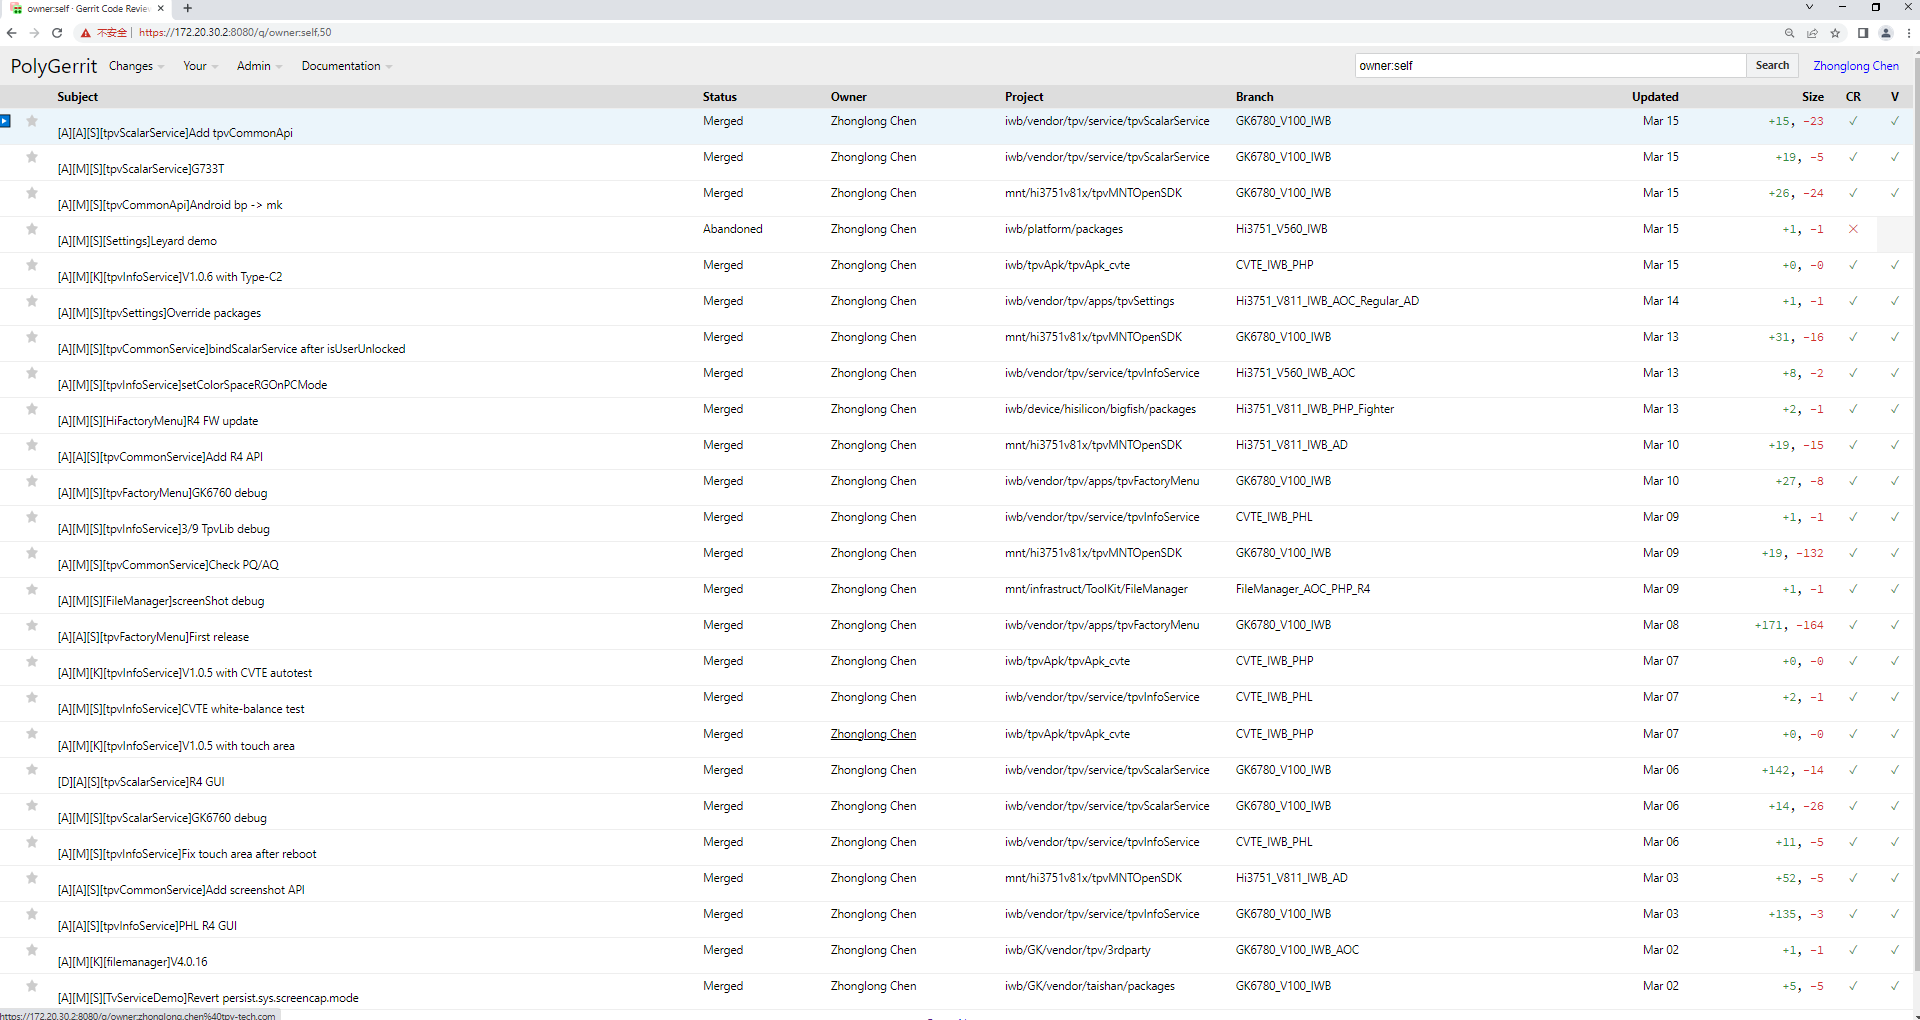 owner:self · Gerrit Code Revie
不安全 | https://172.20.30.2:8080/q/owner:self,50
PolyGerrit Changes Your Admin Documentation owner:self Search Zhonglong Chen
Subject Status Owner Project Branch Updated Size CR V
[A][A][S][tpvScalarService]Add tpvCommonApi Merged Zhonglong Chen iwb/vendor/tpv/service/tpvScalarService GK6780_V100_IWB Mar 15 +15, -23
[A][M][S][tpvScalarService]G733T Merged Zhonglong Chen iwb/vendor/tpv/service/tpvScalarService GK6780_V100_IWB Mar 15 +19, -5
[A][M][S][tpvCommonApi]Android bp -> mk Merged Zhonglong Chen mnt/hi3751v81x/tpvMNTOpenSDK GK6780_V100_IWB Mar 15 +26, -24
[A][M][S][Settings]Leyard demo Abandoned Zhonglong Chen iwb/platform/packages Hi3751_V560_IWB Mar 15 +1, -1
[A][M][K][tpvInfoService]V1.0.6 with Type-C2 Merged Zhonglong Chen iwb/tpvApk/tpvApk_cvte CVTE_IWB_PHP Mar 15 +0, -0
[A][M][S][tpvSettings]Override packages Merged Zhonglong Chen iwb/vendor/tpv/apps/tpvSettings Hi3751_V811_IWB_AOC_Regular_AD Mar 14 +1, -1
[A][M][S][tpvCommonService]bindScalarService after isUserUnlocked Merged Zhonglong Chen mnt/hi3751v81x/tpvMNTOpenSDK GK6780_V100_IWB Mar 13 +31, -16
[A][M][S][tpvInfoService]setColorSpaceRGOnPCMode Merged Zhonglong Chen iwb/vendor/tpv/service/tpvInfoService Hi3751_V560_IWB_AOC Mar 13 +8, -2
[A][M][S][HiFactoryMenu]R4 FW update Merged Zhonglong Chen iwb/device/hisilicon/bigfish/packages Hi3751_V811_IWB_PHP_Fighter Mar 13 +2, -1
[A][A][S][tpvCommonService]Add R4 API Merged Zhonglong Chen mnt/hi3751v81x/tpvMNTOpenSDK Hi3751_V811_IWB_AD Mar 10 +19, -15
[A][M][S][tpvFactoryMenu]GK6760 debug Merged Zhonglong Chen iwb/vendor/tpv/apps/tpvFactoryMenu GK6780_V100_IWB Mar 10 +27, -8
[A][M][S][tpvInfoService]3/9 TpvLib debug Merged Zhonglong Chen iwb/vendor/tpv/service/tpvInfoService CVTE_IWB_PHL Mar 09 +1, -1
[A][M][S][tpvCommonService]Check PQ/AQ Merged Zhonglong Chen mnt/hi3751v81x/tpvMNTOpenSDK GK6780_V100_IWB Mar 09 +19, -132
[A][M][S][FileManager]screenShot debug Merged Zhonglong Chen mnt/infrastruct/ToolKit/FileManager FileManager_AOC_PHP_R4 Mar 09 +1, -1
[A][A][S][tpvFactoryMenu]First release Merged Zhonglong Chen iwb/vendor/tpv/apps/tpvFactoryMenu GK6780_V100_IWB Mar 08 +171, -164
[A][M][K][tpvInfoService]V1.0.5 with CVTE autotest Merged Zhonglong Chen iwb/tpvApk/tpvApk_cvte CVTE_IWB_PHP Mar 07 +0, -0
[A][M][S][tpvInfoService]CVTE white-balance test Merged Zhonglong Chen iwb/vendor/tpv/service/tpvInfoService CVTE_IWB_PHL Mar 07 +2, -1
[A][M][K][tpvInfoService]V1.0.5 with touch area Merged Zhonglong Chen iwb/tpvApk/tpvApk_cvte CVTE_IWB_PHP Mar 07 +0, -0
[D][A][S][tpvScalarService]R4 GUI Merged Zhonglong Chen iwb/vendor/tpv/service/tpvScalarService GK6780_V100_IWB Mar 06 +142, -14
[A][M][S][tpvScalarService]GK6760 debug Merged Zhonglong Chen iwb/vendor/tpv/service/tpvScalarService GK6780_V100_IWB Mar 06 +14, -26
[A][M][S][tpvInfoService]Fix touch area after reboot Merged Zhonglong Chen iwb/vendor/tpv/service/tpvInfoService CVTE_IWB_PHL Mar 06 +11, -5
[A][A][S][tpvCommonService]Add screenshot API Merged Zhonglong Chen mnt/hi3751v81x/tpvMNTOpenSDK Hi3751_V811_IWB_AD Mar 03 +52, -5
[A][A][S][tpvInfoService]PHL R4 GUI Merged Zhonglong Chen iwb/vendor/tpv/service/tpvInfoService GK6780_V100_IWB Mar 03 +135, -3
[A][M][K][filemanager]V4.0.16 Merged Zhonglong Chen iwb/GK/vendor/tpv/3rdparty GK6780_V100_IWB_AOC Mar 02 +1, -1
[A][M][S][TvServiceDemo]Revert persist.sys.screencap.mode Merged Zhonglong Chen iwb/GK/vendor/taishan/packages GK6780_V100_IWB Mar 02 +5, -5
https://172.20.30.2:8080/q/owner:zhonglong.chen%40tpv-tech.com